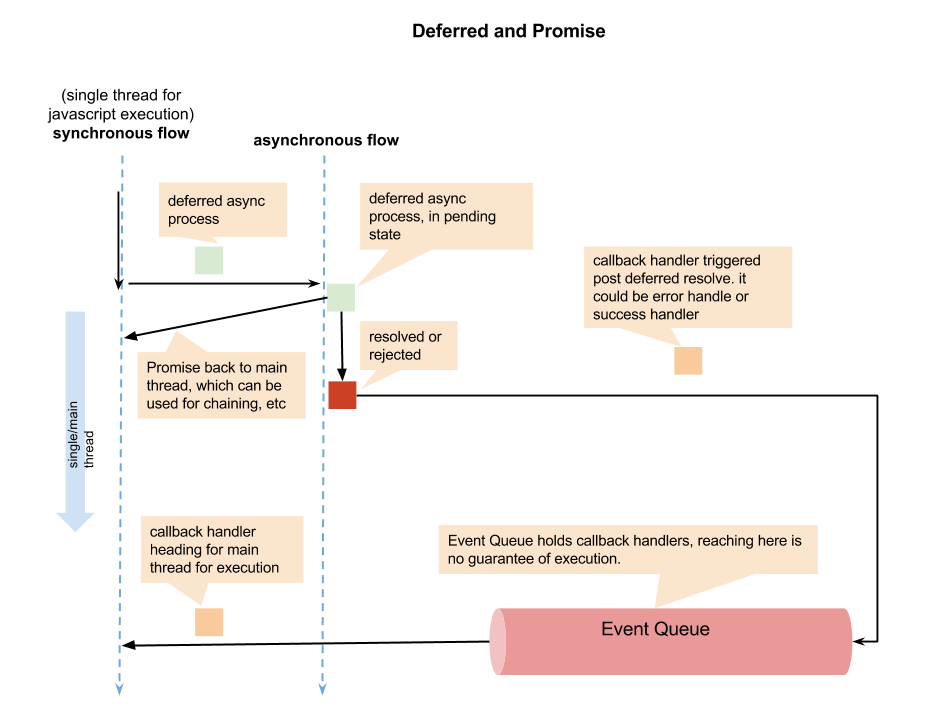 Deferred and Promise
(single thread for
javascript execution)
synchronous flow
asynchronous flow
deferred async
process
deferred async
process, in pending
state
callback handler triggered
post deferred resolve. it
could be error handle or
success handler
resolved or
rejected
Promise back to main
thread, which can be
used for chaining, etc
single/main
thread
callback handler
heading for main
thread for execution
Event Queue holds callback handlers, reaching here is
no guarantee of execution.
Event Queue